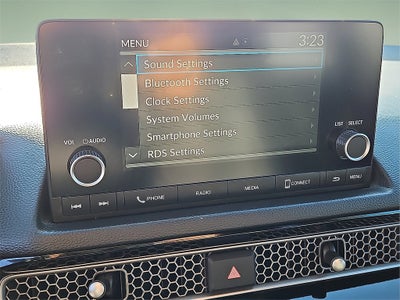 MENU 3:23
Sound Settings
Bluetooth Settings
Clock Settings
System Volumes
Smartphone Settings
RDS Settings
VOL AUDIO
LIST SELECT
PHONE RADIO MEDIA CONNECT MENU